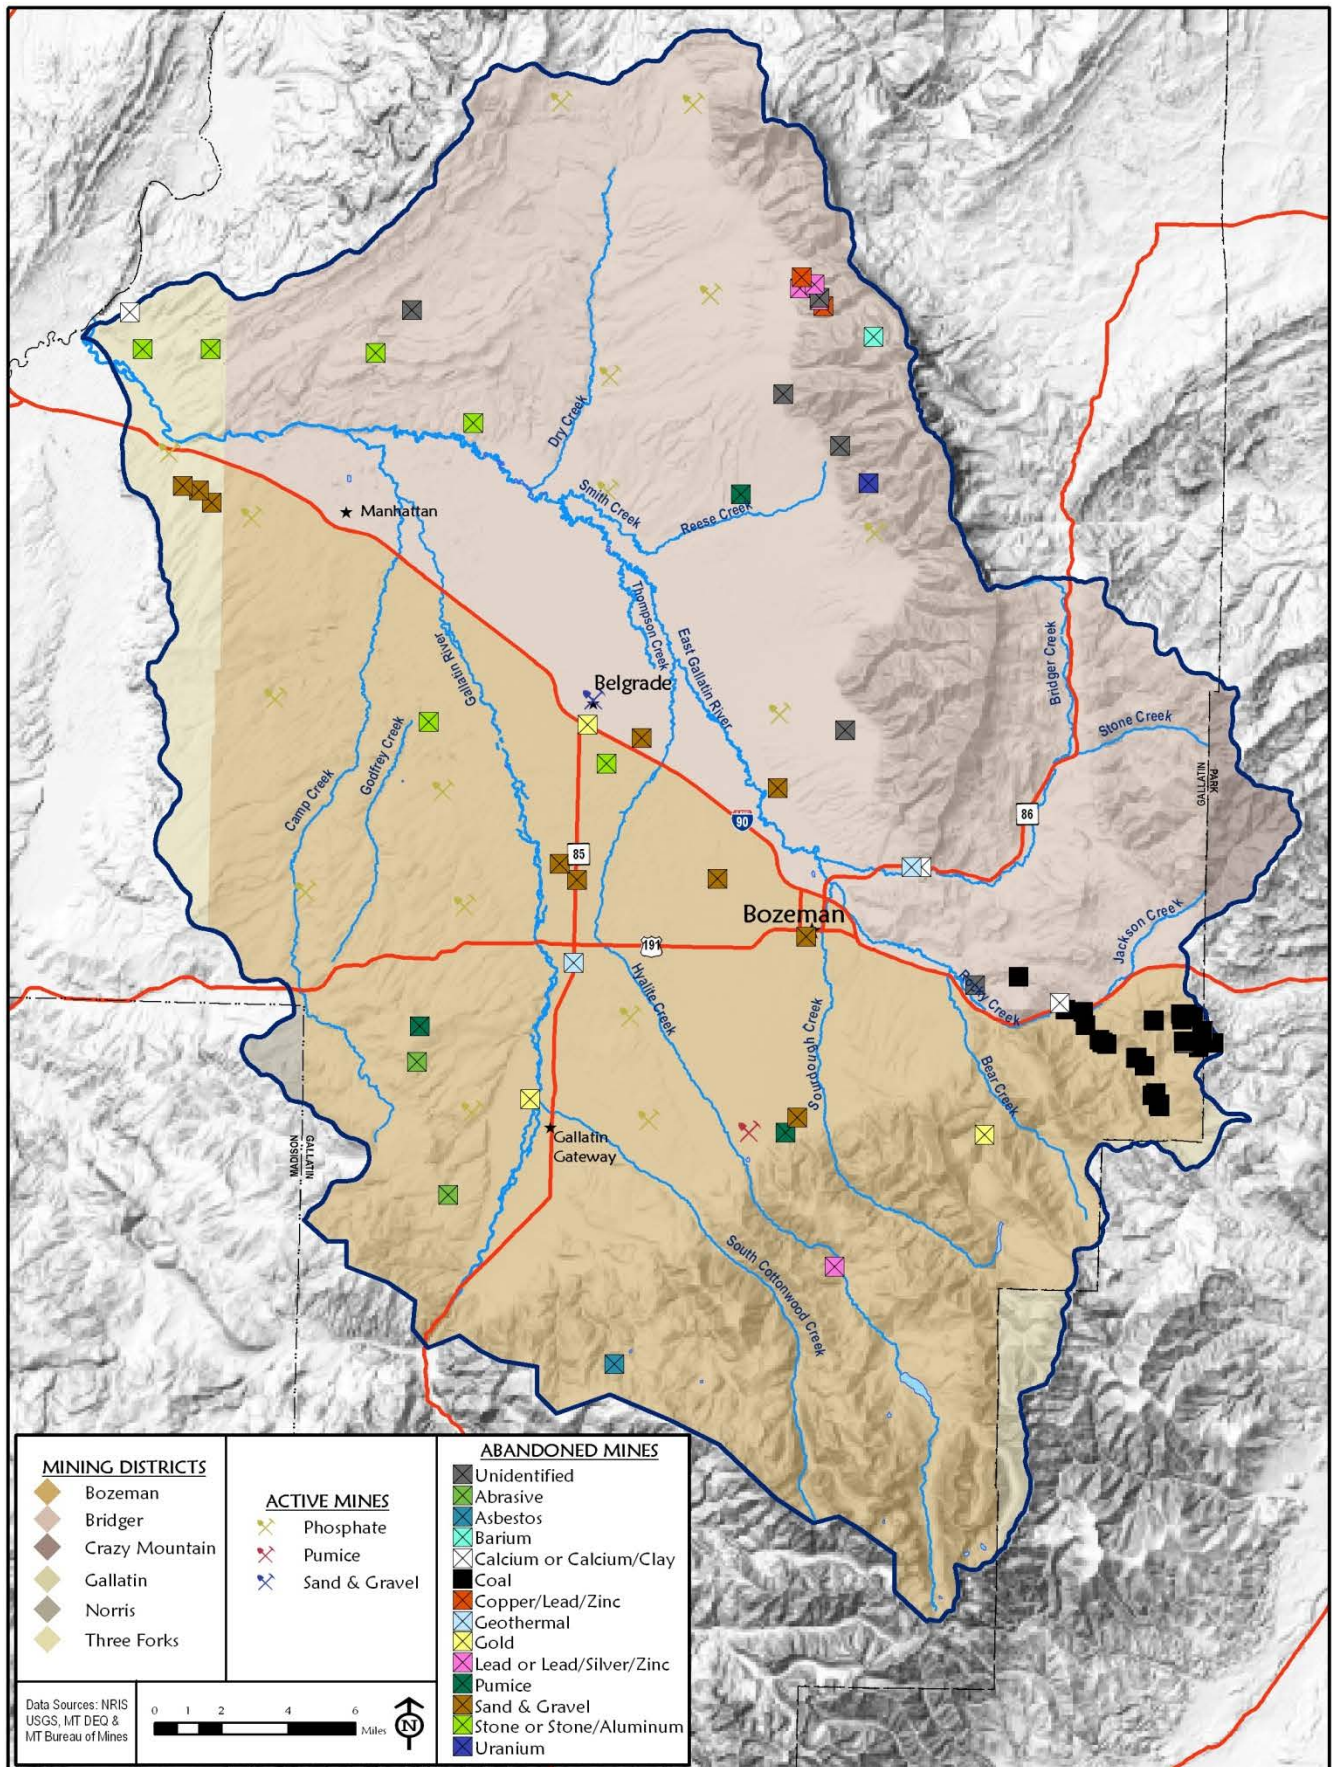 Dry Creek
Smith Creek
Reese Creek
Manhattan
Thompson Creek
East Gallatin River
Gallatin River
Belgrade
Bridger Creek
Stone Creek
GALLATIN
PARK
Godfrey Creek
Camp Creek
90
86
85
Bozeman
191
Jackson Creek
Rocky Creek
Hyalite Creek
Sourdough Creek
Bear Creek
Gallatin
Gateway
MADISON
GALLATIN
South Cottonwood Creek
MINING DISTRICTS
Bozeman
Bridger
Crazy Mountain
Gallatin
Norris
Three Forks
ACTIVE MINES
Phosphate
Pumice
Sand & Gravel
ABANDONED MINES
Unidentified
Abrasive
Asbestos
Barium
Calcium or Calcium/Clay
Coal
Copper/Lead/Zinc
Geothermal
Gold
Lead or Lead/Silver/Zinc
Pumice
Sand & Gravel
Stone or Stone/Aluminum
Uranium
Data Sources: NRIS
USGS, MT DEQ &
MT Bureau of Mines
0 1 2 4 6
Miles
N